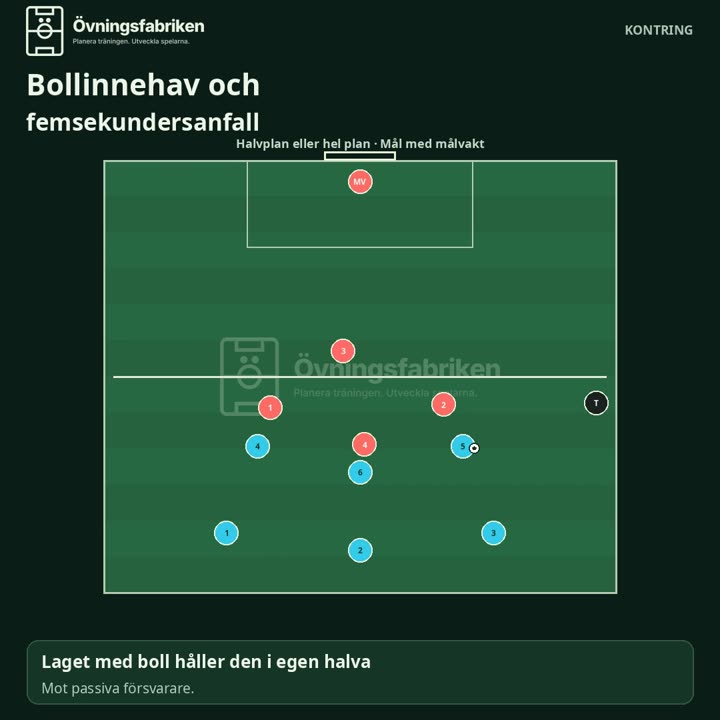 Övningsfabriken
Planera träningen. Utveckla spelarna.
KONTRING
Bollinnehav och
femsekundersanfall
Halvplan eller hel plan · Mål med målvakt
MV
3
Övningsfabriken
Planera träningen. Utveckla spelarna.
1
2
T
4
4
5
6
1
2
3
Laget med boll håller den i egen halva
Mot passiva försvarare.